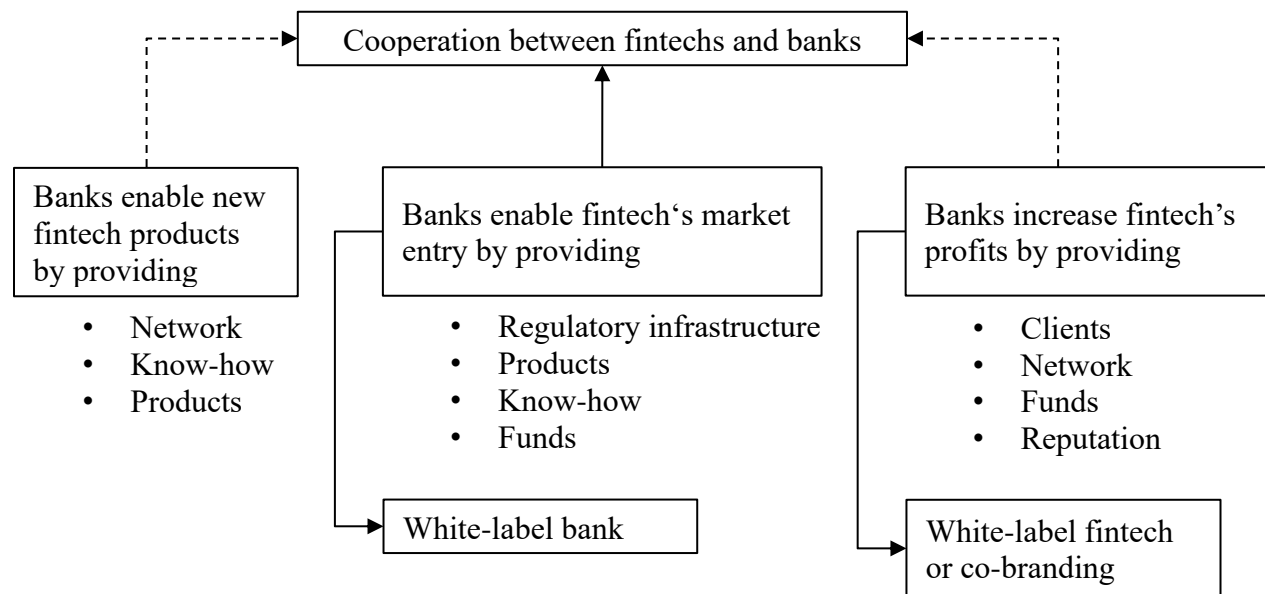 Cooperation between fintechs and banks
Banks enable new
fintech products
by providing
• Network
• Know-how
• Products
Banks enable fintech‘s market
entry by providing
• Regulatory infrastructure
• Products
• Know-how
• Funds
White-label bank
Banks increase fintech’s
profits by providing
• Clients
• Network
• Funds
• Reputation
White-label fintech
or co-branding